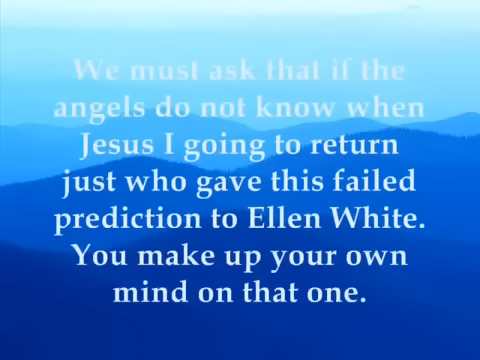 We must ask that if the
angels do not know when
Jesus I going to return
just who gave this failed
prediction to Ellen White.
You make up your own
mind on that one.